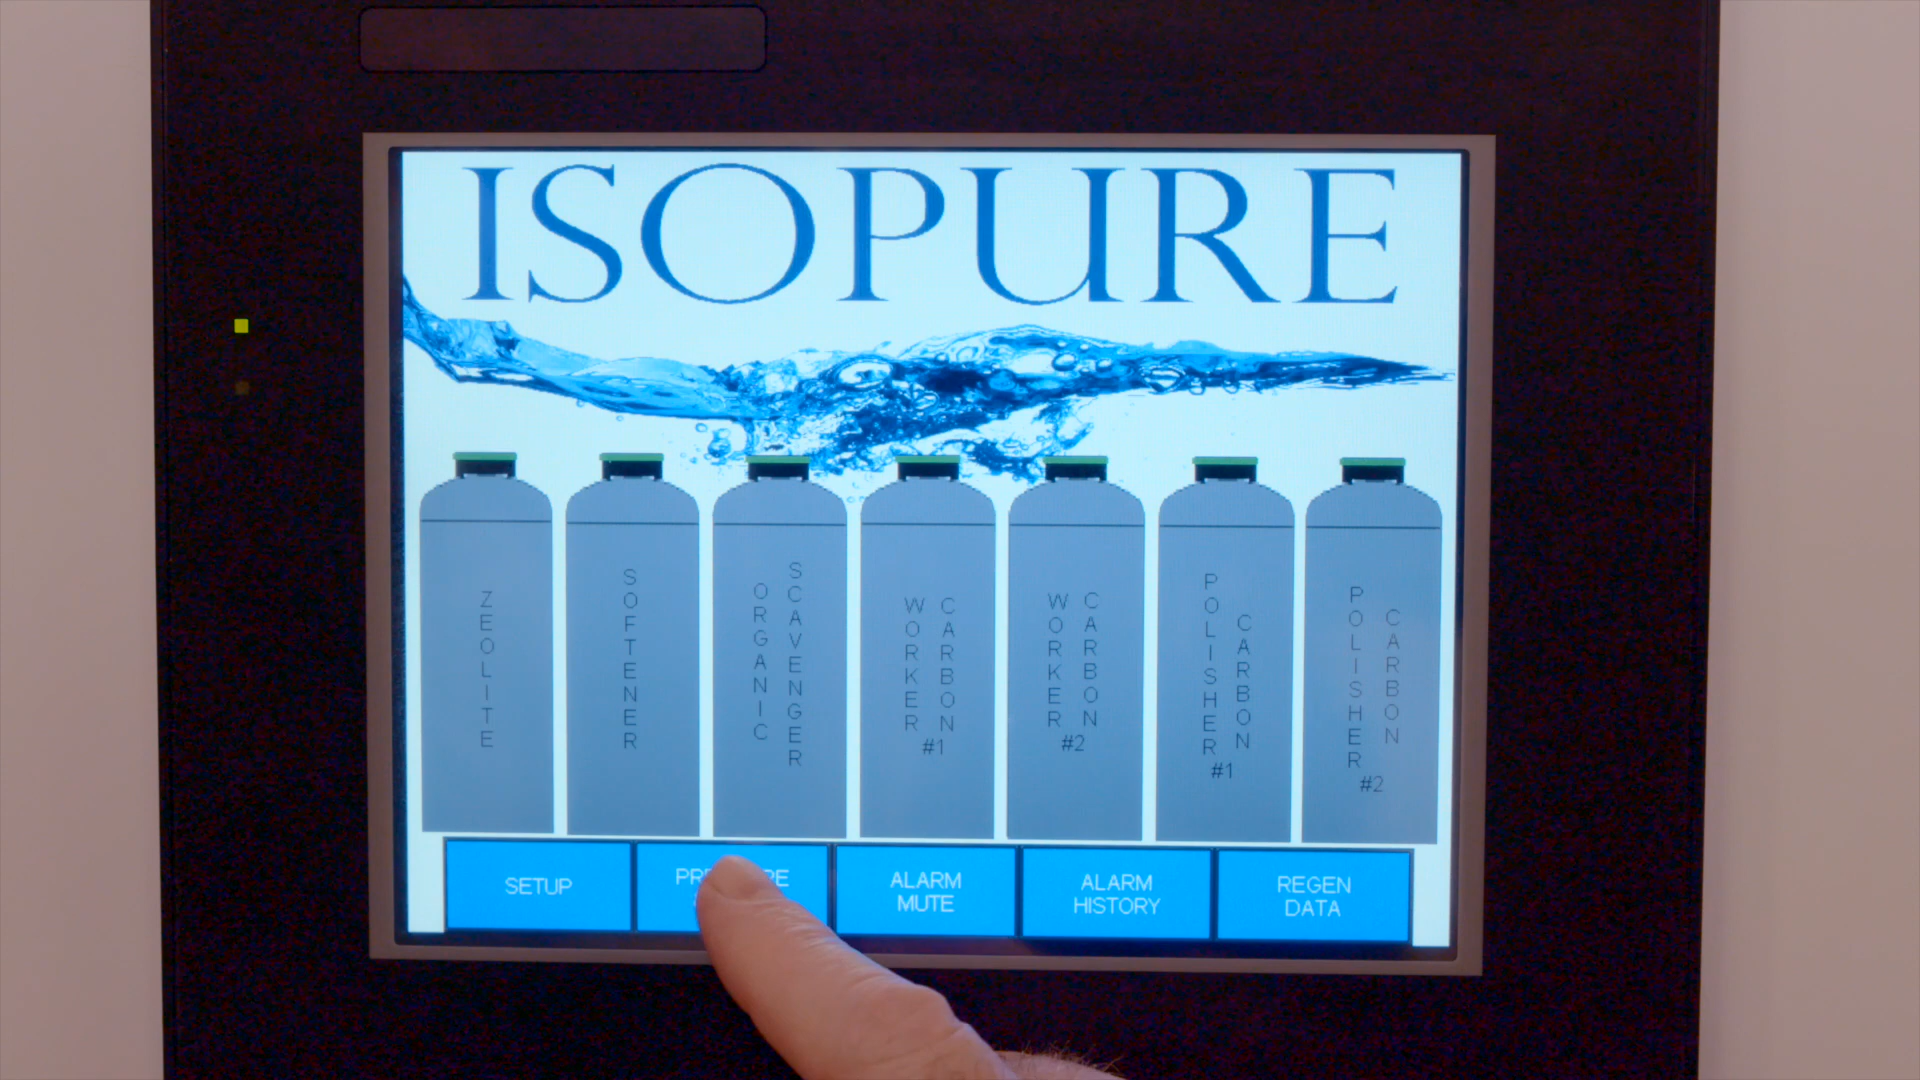 ISOPURE
ZEOLITE
SOFTENER
ORGANIC
SCAVENGER
WORKER
CARBON
#1
WORKER
CARBON
#2
POLISHER
CARBON
#1
POLISHER
CARBON
#2
SETUP
ALARM
MUTE
ALARM
HISTORY
REGEN
DATA